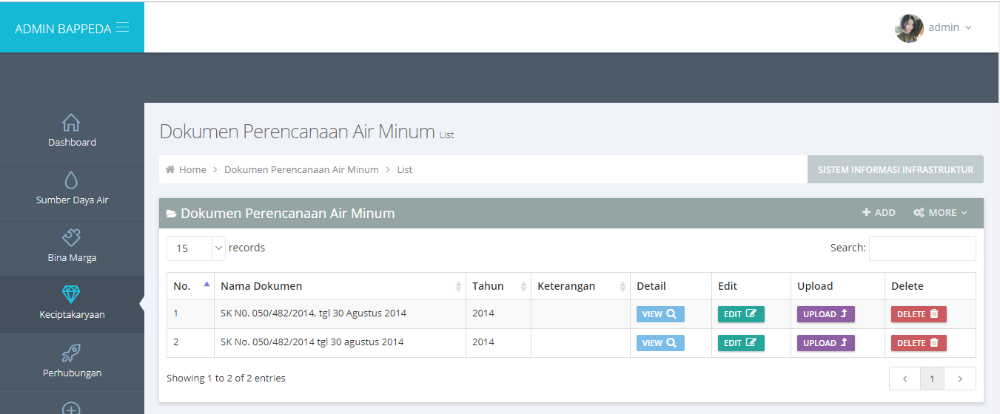 ADMIN BAPPEDA
admin
Dashboard
Sumber Daya Air
Bina Marga
Keciptakaryaan
Perhubungan
Dokumen Perencanaan Air Minum List
Home > Dokumen Perencanaan Air Minum > List
SISTEM INFORMASI INFRASTRUKTUR
Dokumen Perencanaan Air Minum
ADD MORE
15 records
Search:
No. Nama Dokumen Tahun Keterangan Detail Edit Upload Delete
1 SK N0. 050/482/2014, tgl 30 Agustus 2014 2014 VIEW EDIT UPLOAD DELETE
2 SK No. 050/482/2014 tgl 30 agustus 2014 2014 VIEW EDIT UPLOAD DELETE
Showing 1 to 2 of 2 entries
< 1 >